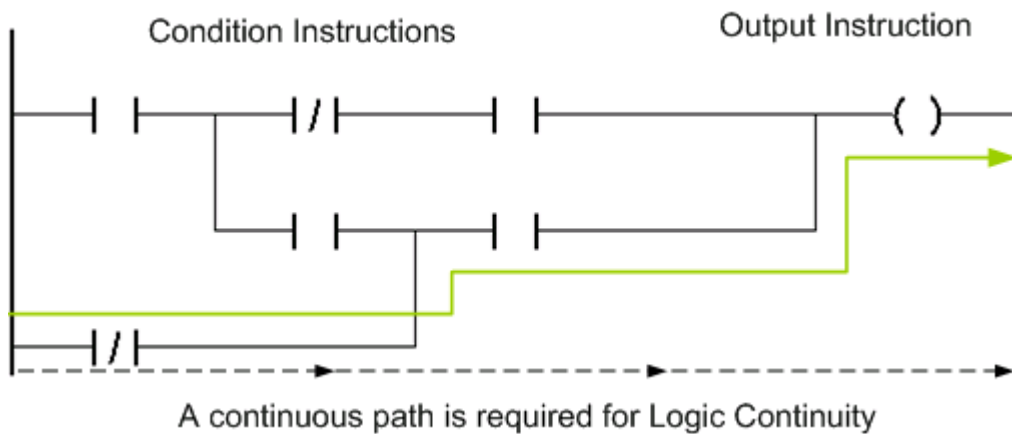 Condition Instructions
Output Instruction
A continuous path is required for Logic Continuity